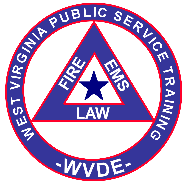 WEST VIRGINIA PUBLIC SERVICE TRAINING
FIRE
EMS
LAW
-WVDE-